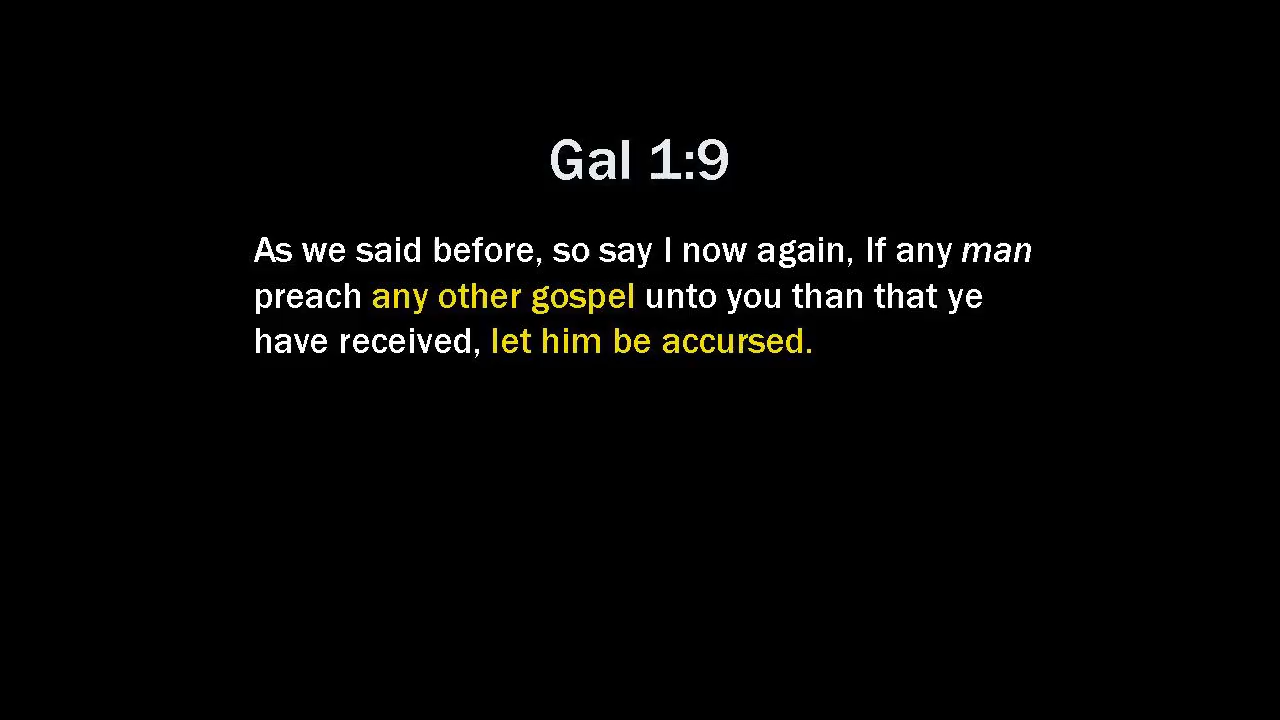 Gal 1:9
As we said before, so say I now again, If any man
preach any other gospel unto you than that ye
have received, let him be accursed.